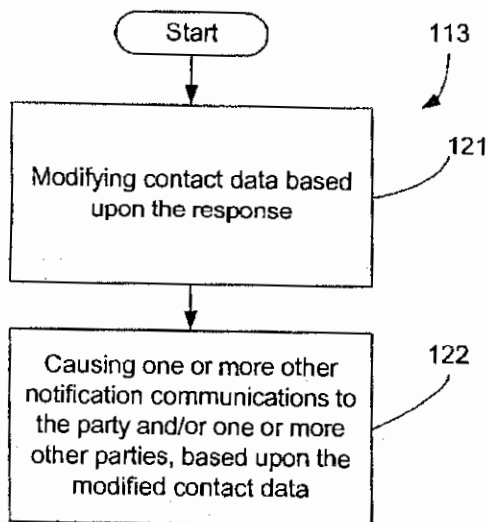 Start
113
121
Modifying contact data based
upon the response
122
Causing one or more other
notification communications to
the party and/or one or more
other parties, based upon the
modified contact data